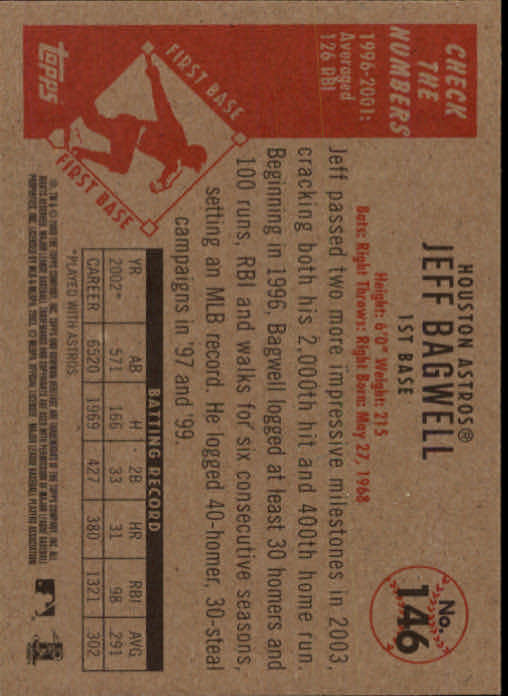 No.
146
HOUSTON ASTROS®
JEFF BAGWELL
1ST BASE
Height: 6'0" Weight: 215
Bats: Right Throws: Right Born: May 27, 1968
CHECK
THE
NUMBERS
1996-2001:
Averaged
126 RBI
Jeff passed two more impressive milestones in 2003,
cracking both his 2,000th hit and 400th home run.
Beginning in 1996, Bagwell logged at least 30 homers and
100 runs, RBI and walks for six consecutive seasons,
setting an MLB record. He logged 40-homer, 30-steal
campaigns in '97 and '99.
FIRST BASE
FIRST BASE
topps
BATTING RECORD
YR AB H 2B HR RBI AVG
2002* 571 166 33 31 98 291
CAREER 6520 1969 427 380 1321 302
*PLAYED WITH ASTROS